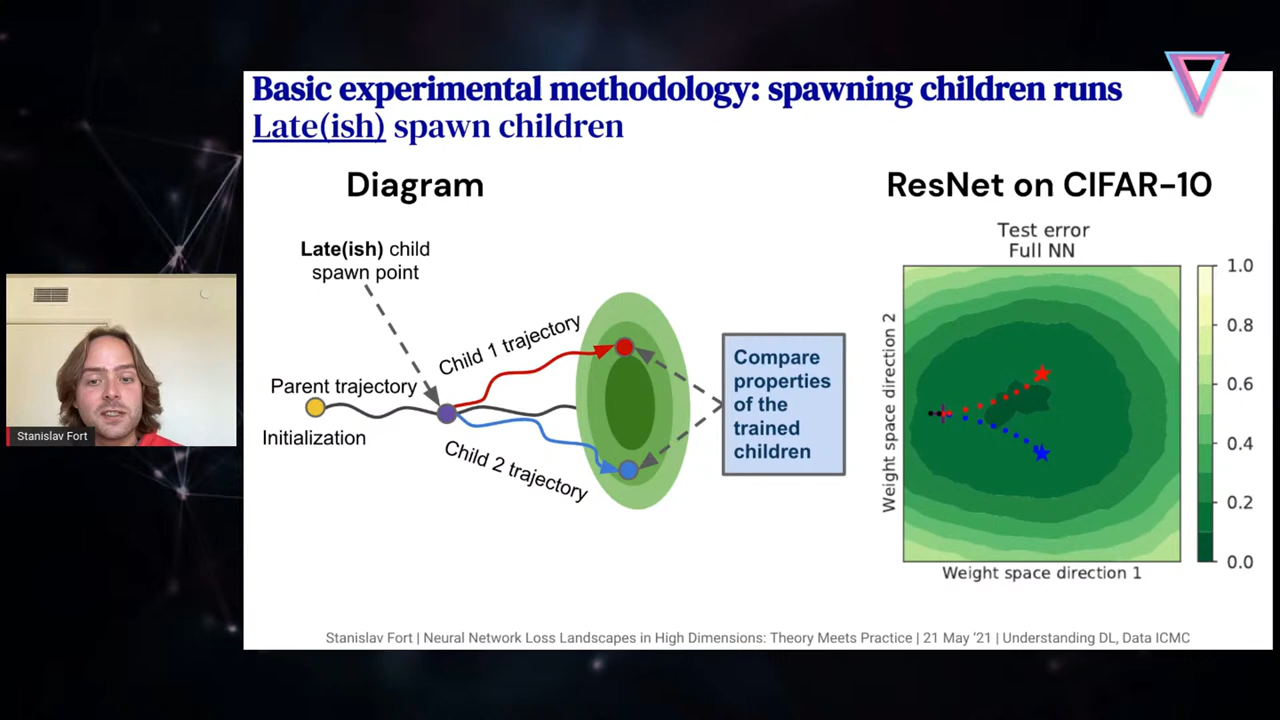 Basic experimental methodology: spawning children runs
Late(ish) spawn children
Diagram
ResNet on CIFAR-10
Late(ish) child
spawn point
Parent trajectory
Initialization
Child 1 trajectory
Child 2 trajectory
Compare
properties
of the
trained
children
Test error
Full NN
Weight space direction 2
Weight space direction 1
1.0
0.8
0.6
0.4
0.2
0.0
Stanislav Fort
Stanislav Fort | Neural Network Loss Landscapes in High Dimensions: Theory Meets Practice | 21 May ‘21 | Understanding DL, Data ICMC